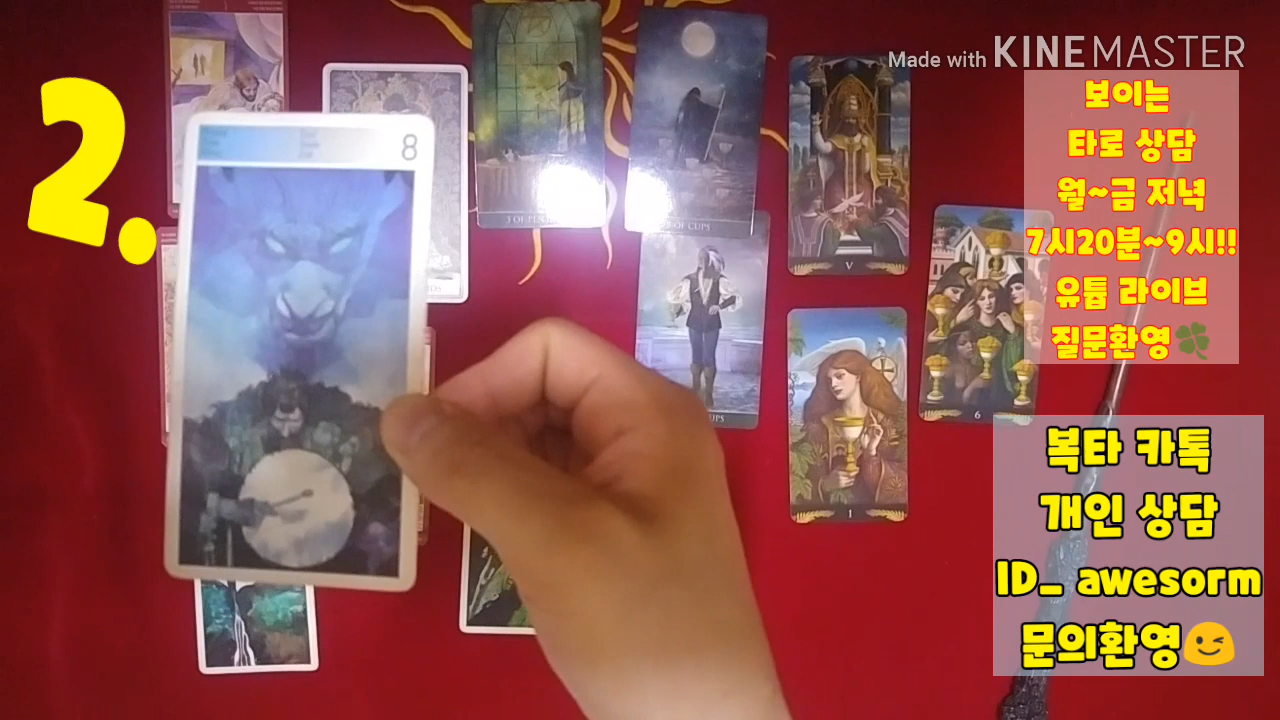 Made with KINEMASTER
2.
보이는
타로 상담
월~금 저녁
7시20분~9시!!
유튭 라이브
질문환영🍀
복타 카톡
개인 상담
ID_ awesorm
문의환영😉
8
3 OF
OF CUPS
CUPS
V
6
1